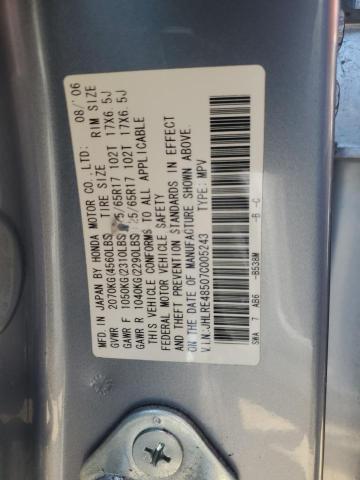 MFD. IN JAPAN BY HONDA MOTOR CO., LTD: 08/'06
TIRE SIZE RIM SIZE
GVWR 2070KG(4560LBS)
GAWR F 1050KG(2310LBS) 5/65R17 102T 17X6.5J
GAWR R 1040KG(2290LBS) 25/65R17 102T 17X6.5J
THIS VEHICLE CONFORMS TO ALL APPLICABLE
FEDERAL MOTOR VEHICLE SAFETY
AND THEFT PREVENTION STANDARDS IN EFFECT
ON THE DATE OF MANUFACTURE SHOWN ABOVE.
V.I.N:JHLRE48507C005243 TYPE: MPV
SWA 7 AB6 -B538M -B -C